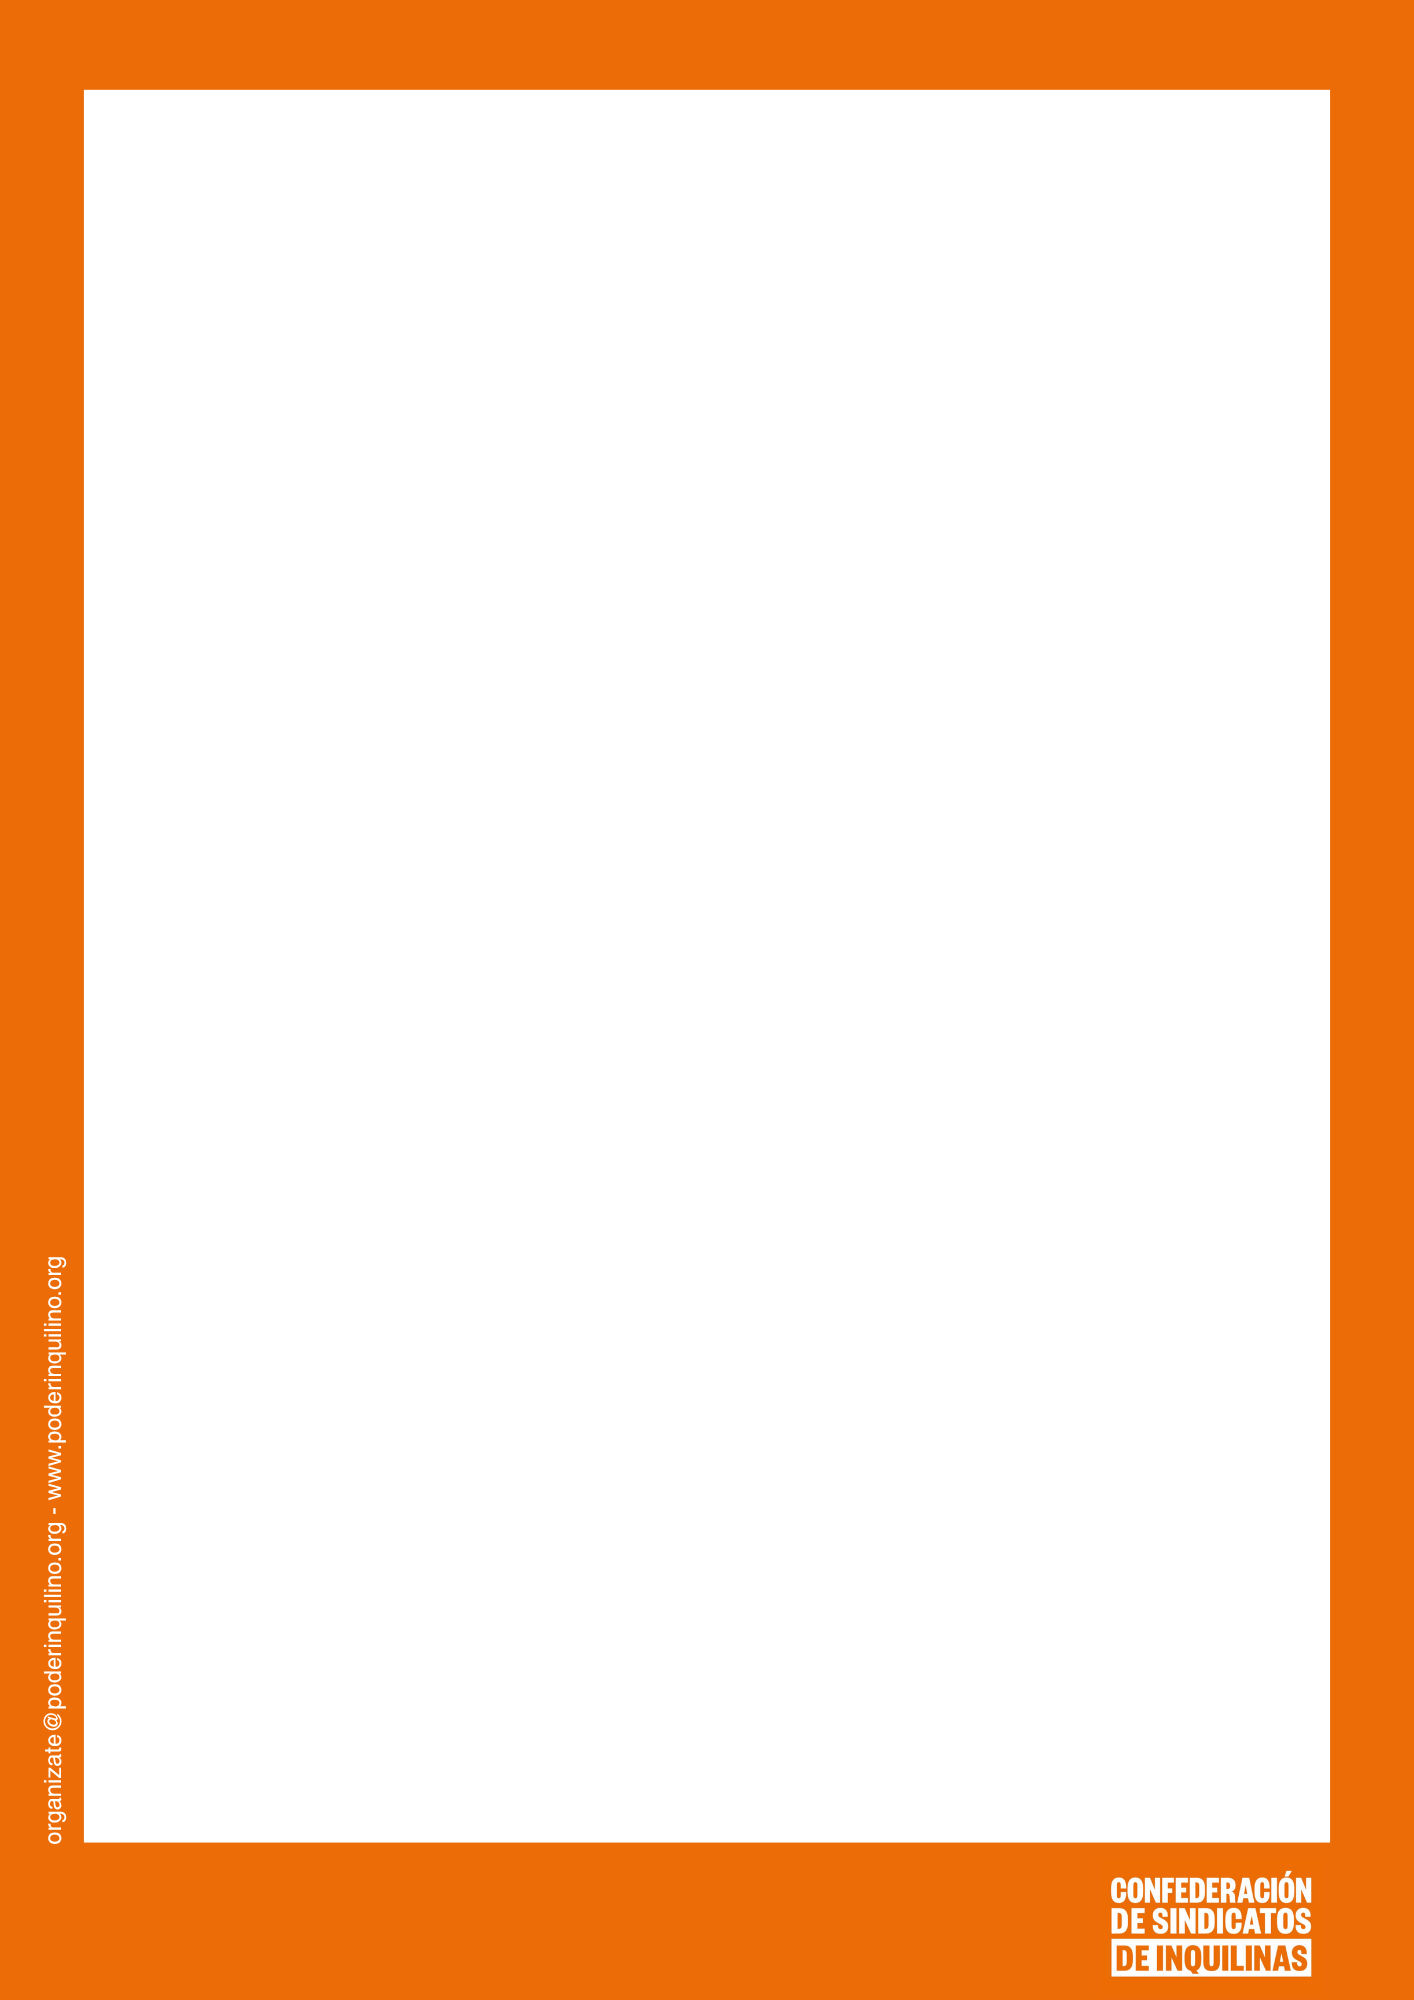 organizate@poderinquilino.org - www.poderinquilino.org
CONFEDERACIÓN
DE SINDICATOS
DE INQUILINAS